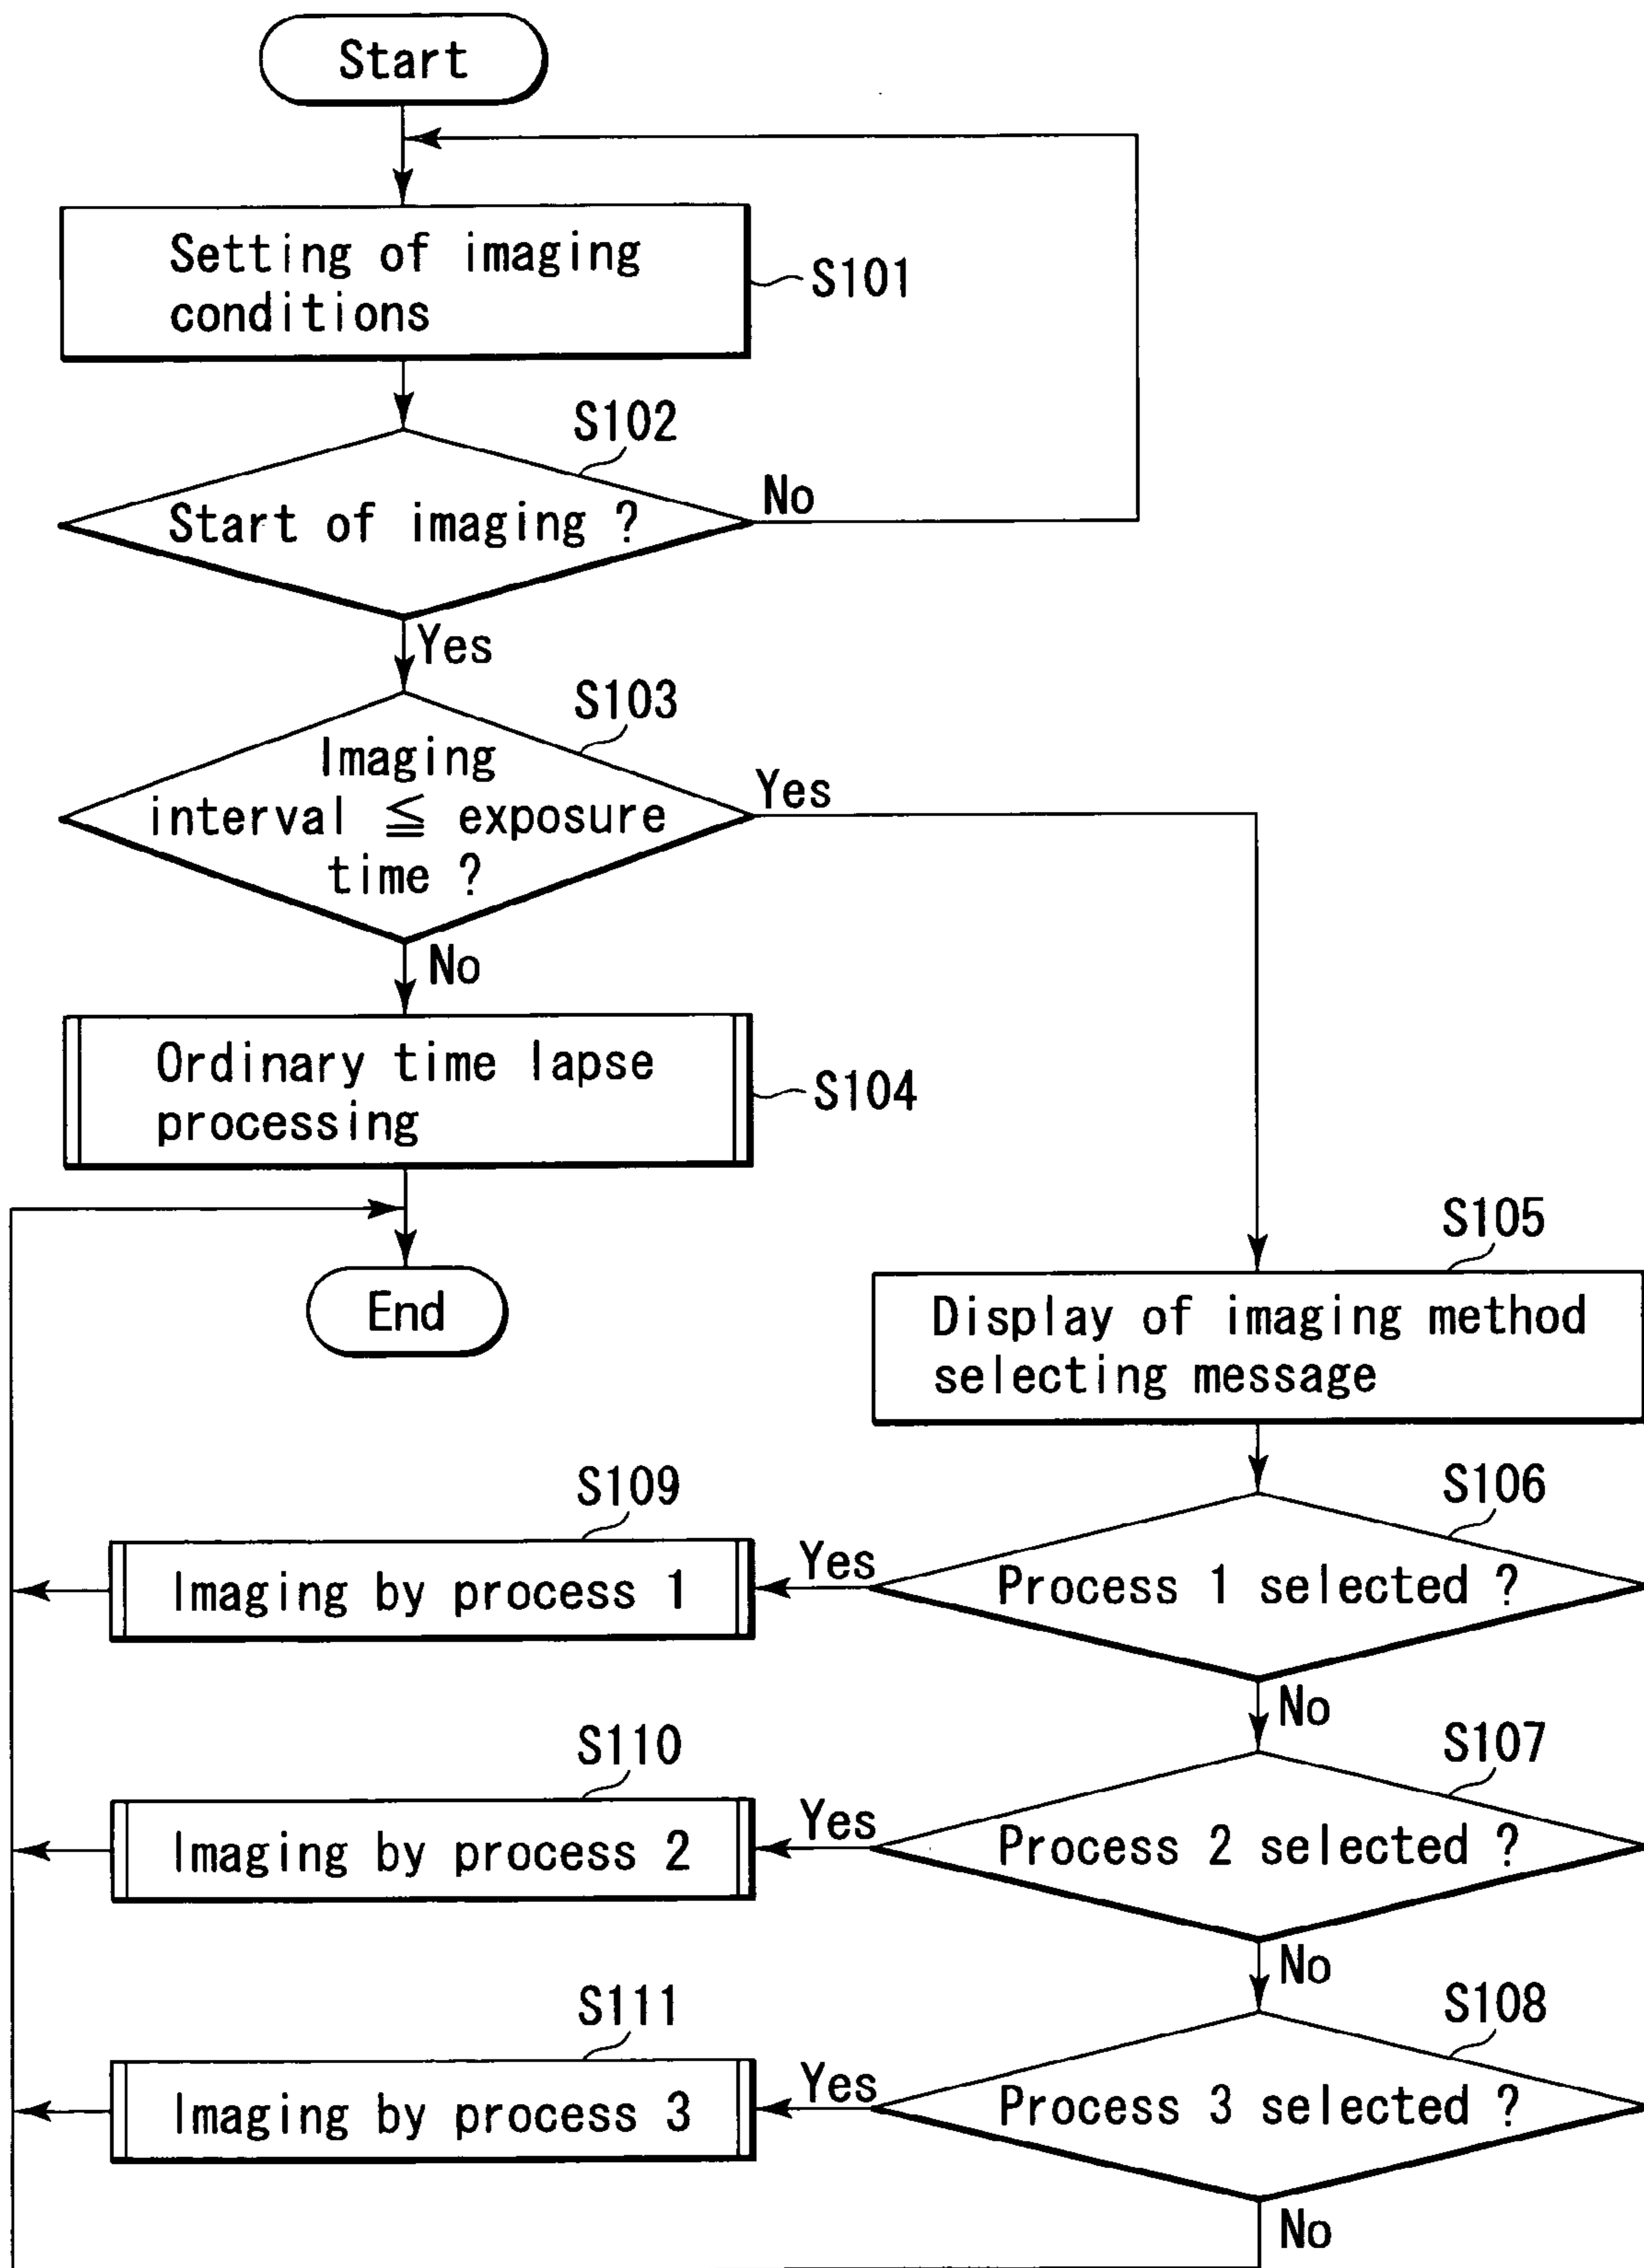 Start
Setting of imaging
conditions
S101
S102
Start of imaging ?
No
Yes
S103
Imaging
interval ≦ exposure
time ?
Yes
No
Ordinary time lapse
processing
S104
End
S105
Display of imaging method
selecting message
S106
Process 1 selected ?
Yes
S109
Imaging by process 1
No
S107
Process 2 selected ?
Yes
S110
Imaging by process 2
No
S108
Process 3 selected ?
Yes
S111
Imaging by process 3
No